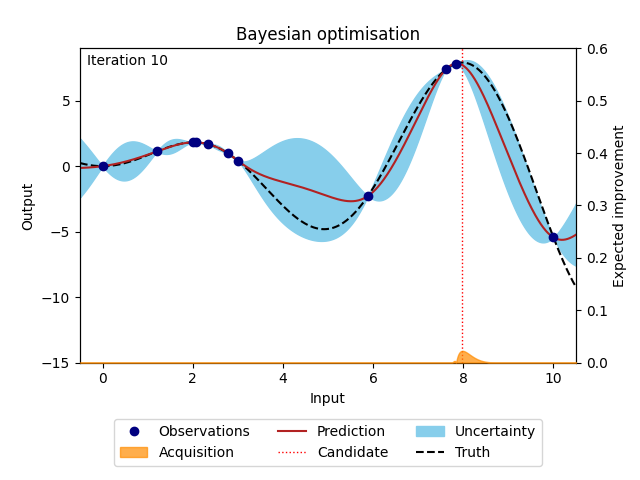 Bayesian optimisation
Iteration 10
Output
5
0
−5
−10
−15
0.6
0.5
0.4
0.3
0.2
0.1
0.0
Expected improvement
0 2 4 6 8 10
Input
Observations Prediction Uncertainty
Acquisition Candidate Truth